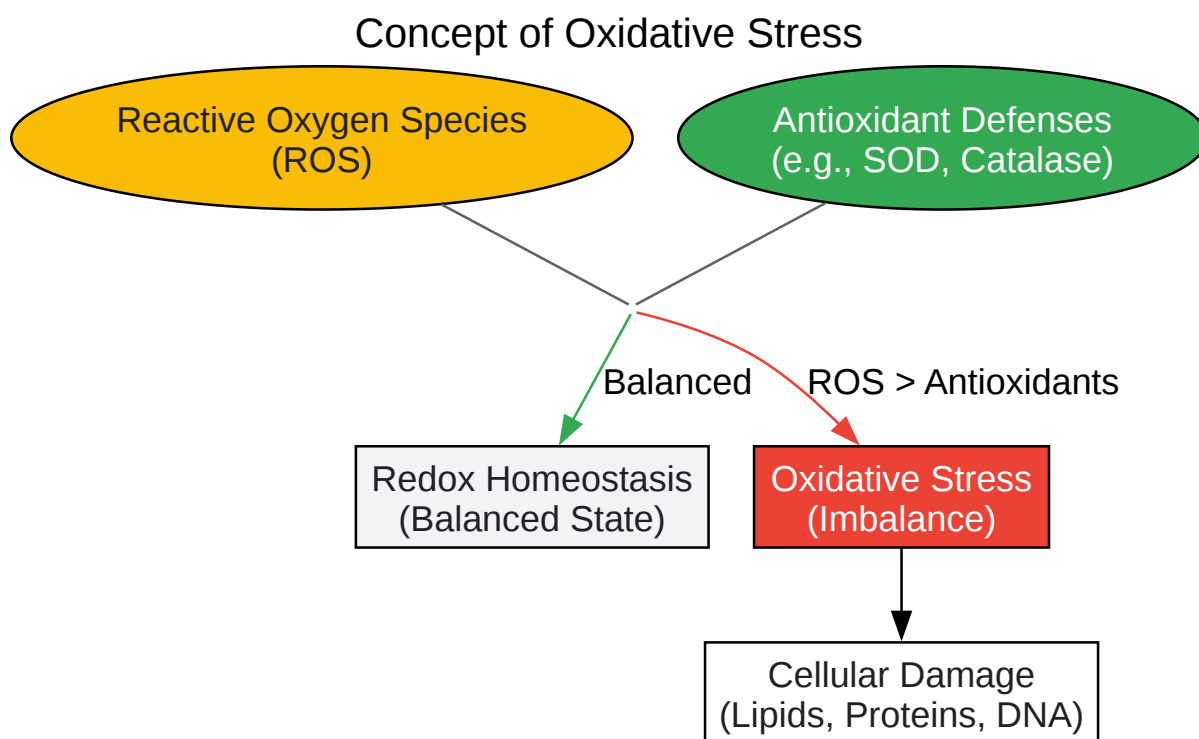 Concept of Oxidative Stress
Reactive Oxygen Species
(ROS)
Antioxidant Defenses
(e.g., SOD, Catalase)
Balanced
ROS > Antioxidants
Redox Homeostasis
(Balanced State)
Oxidative Stress
(Imbalance)
Cellular Damage
(Lipids, Proteins, DNA)